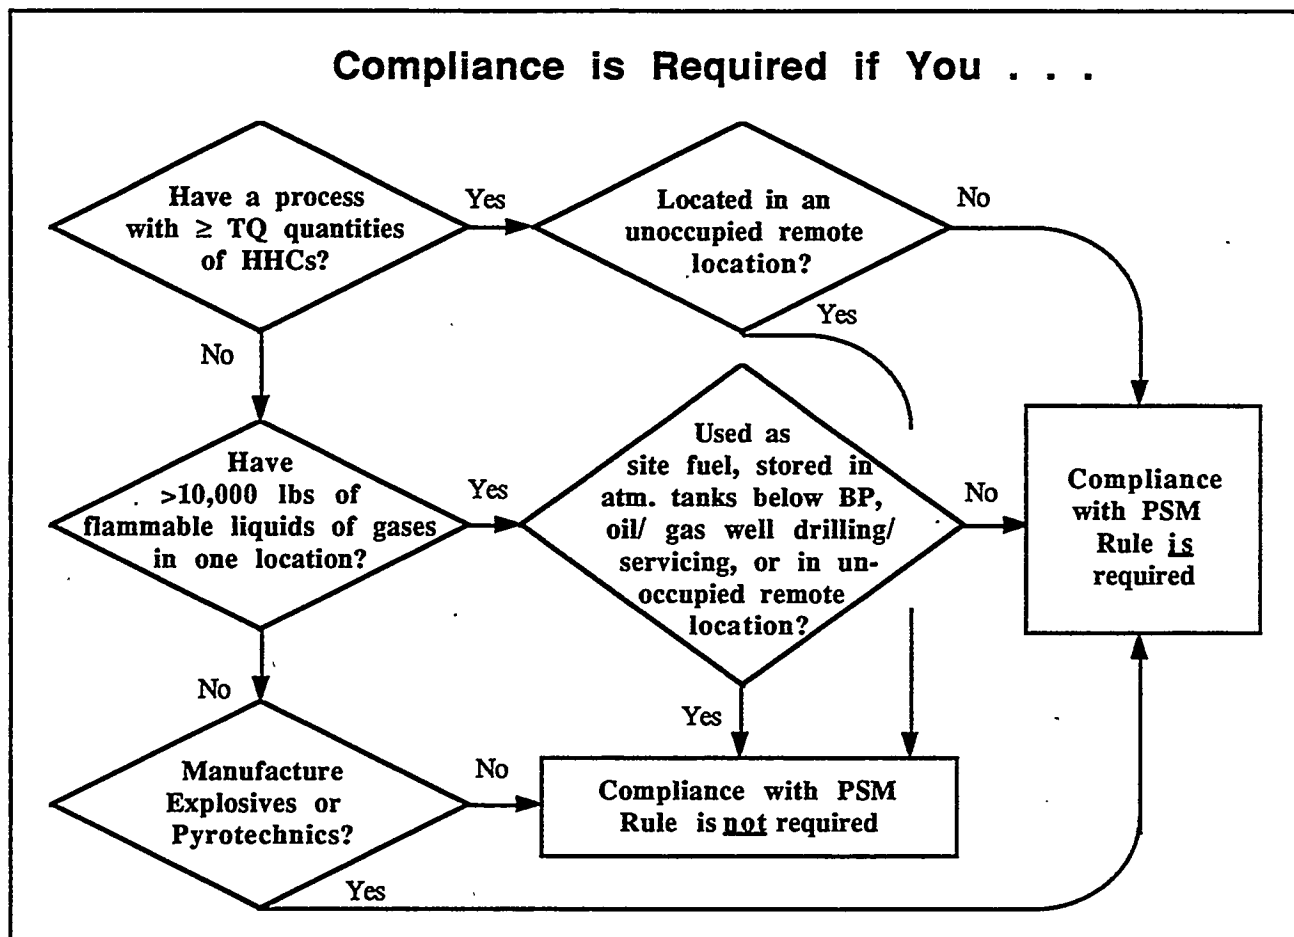 Compliance is Required if You . . .
Have a process
with ≥ TQ quantities
of HHCs?
Yes
Located in an
unoccupied remote
location?
No
Yes
No
Have
>10,000 lbs of
flammable liquids of gases
in one location?
Yes
Used as
site fuel, stored in
atm. tanks below BP,
oil/ gas well drilling/
servicing, or in un-
occupied remote
location?
No
Compliance
with PSM
Rule is
required
No
Yes
Manufacture
Explosives or
Pyrotechnics?
No
Compliance with PSM
Rule is not required
Yes